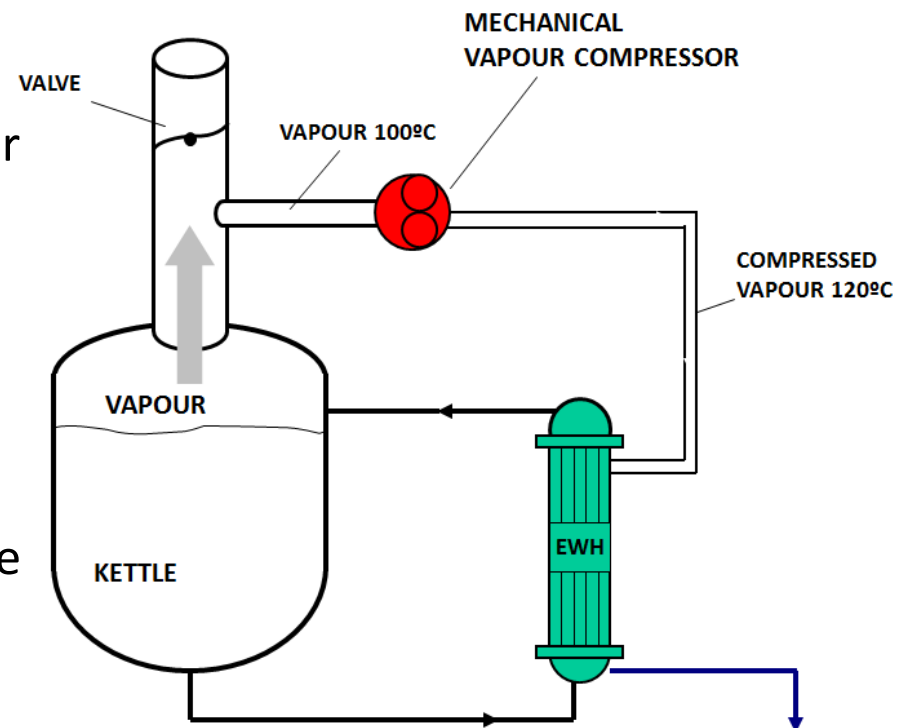 MECHANICAL
VAPOUR COMPRESSOR
VALVE
r
VAPOUR 100ºC
COMPRESSED
VAPOUR 120ºC
VAPOUR
EWH
e
KETTLE